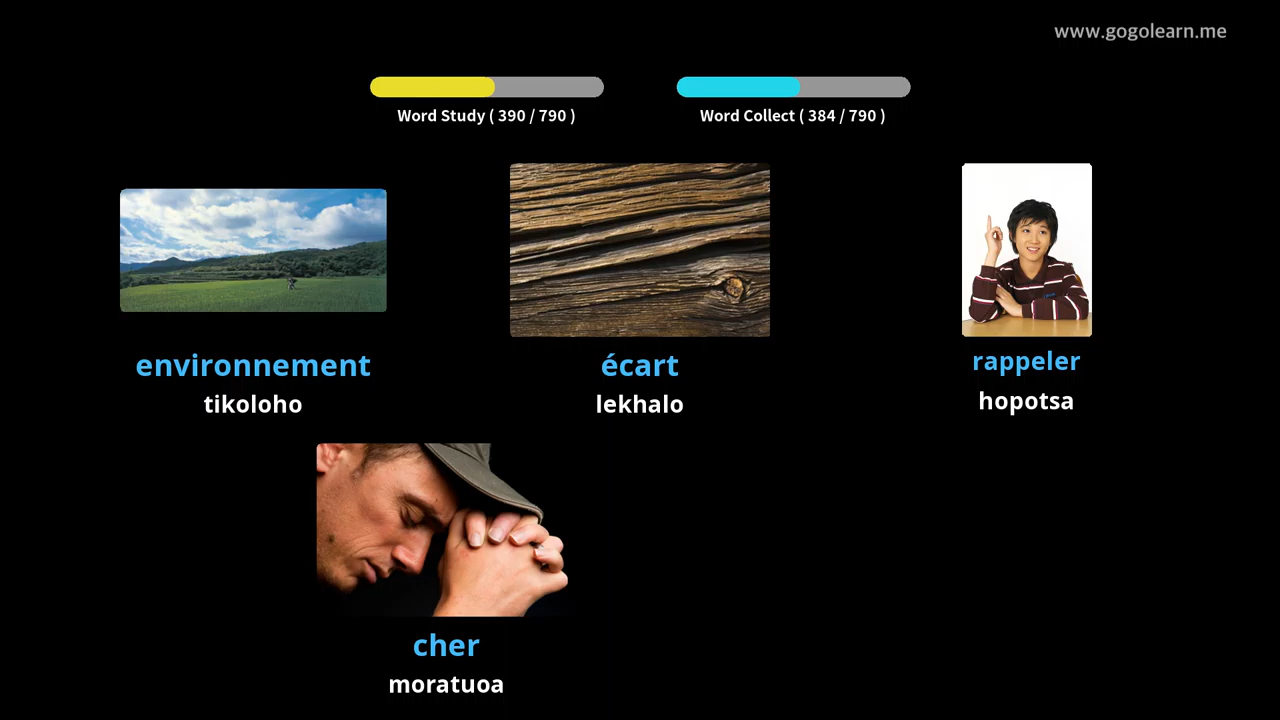 www.gogolearn.me
Word Study ( 390 / 790 )
Word Collect ( 384 / 790 )
environnement
tikoloho
écart
lekhalo
rappeler
hopotsa
cher
moratuoa